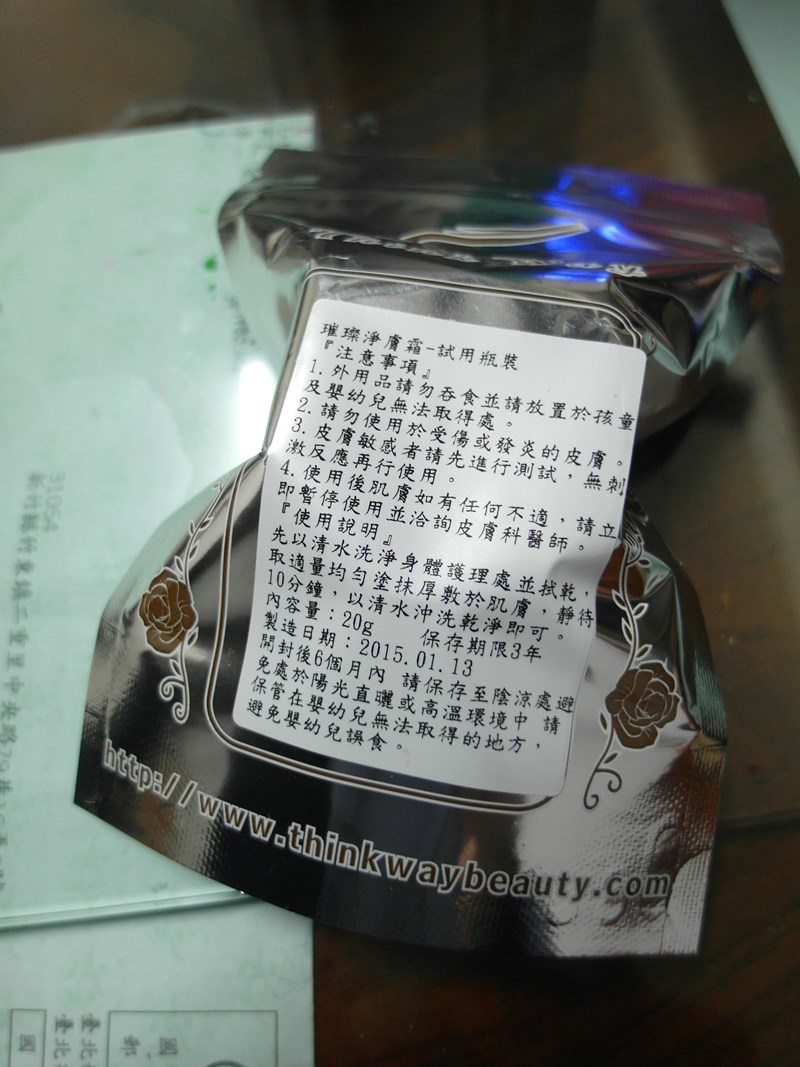 璀璨淨膚霜-試用瓶裝
『注意事項』
1.外用品請勿吞食並請放置於孩童
及嬰幼兒無法取得處。
2.請勿使用於受傷或發炎的皮膚。
3.皮膚敏感者請先進行測試，無刺
激反應再行使用。
4.使用後肌膚如有任何不適，請立
即暫停使用並洽詢皮膚科醫師。
『使用說明』
先以清水洗淨身體護理處並拭乾，
取適量均勻塗抹厚敷於肌膚，靜待
10分鐘，以清水沖洗乾淨即可。
內容量：20g 保存期限3年
製造日期：2015.01.13
開封後6個月內 請保存至陰涼處避
免處於陽光直曬或高溫環境中 請
保管在嬰幼兒無法取得的地方，
避免嬰幼兒誤食。
http://www.thinkwaybeauty.com
31054
國
郵
臺北
臺北
國